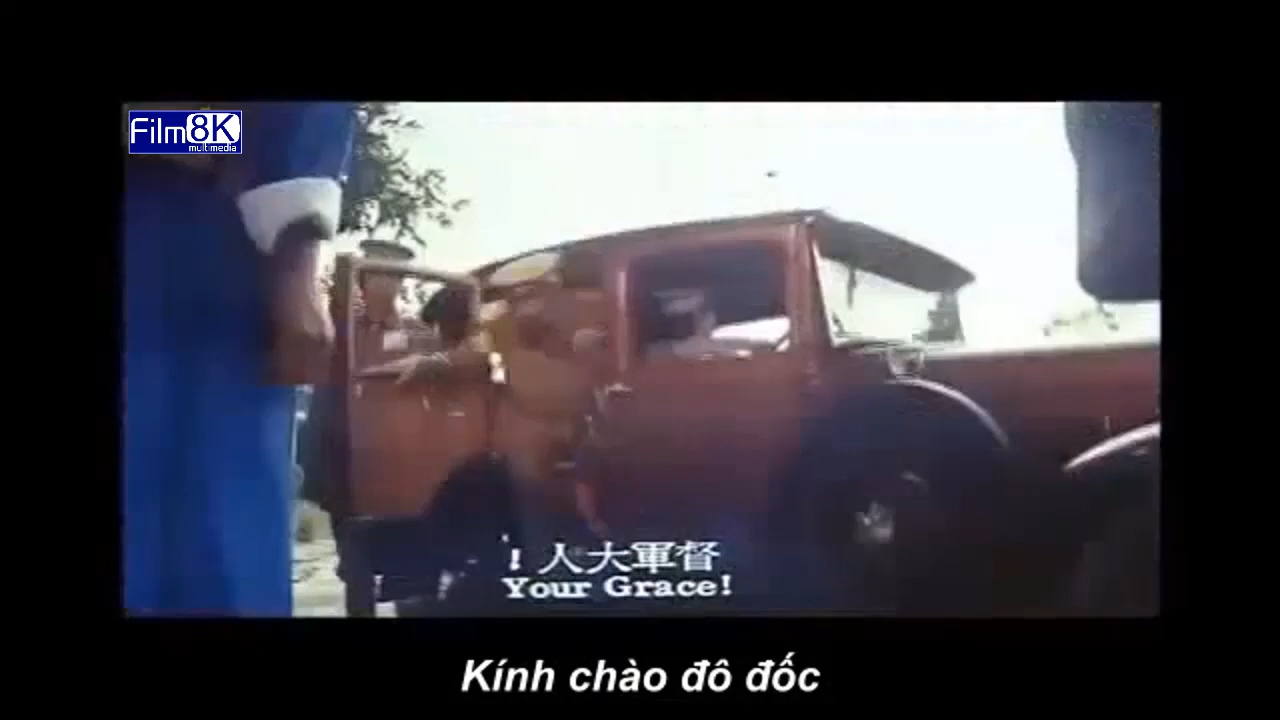 Film8K
multimedia
！人大軍督
Your Grace!
Kính chào đô đốc